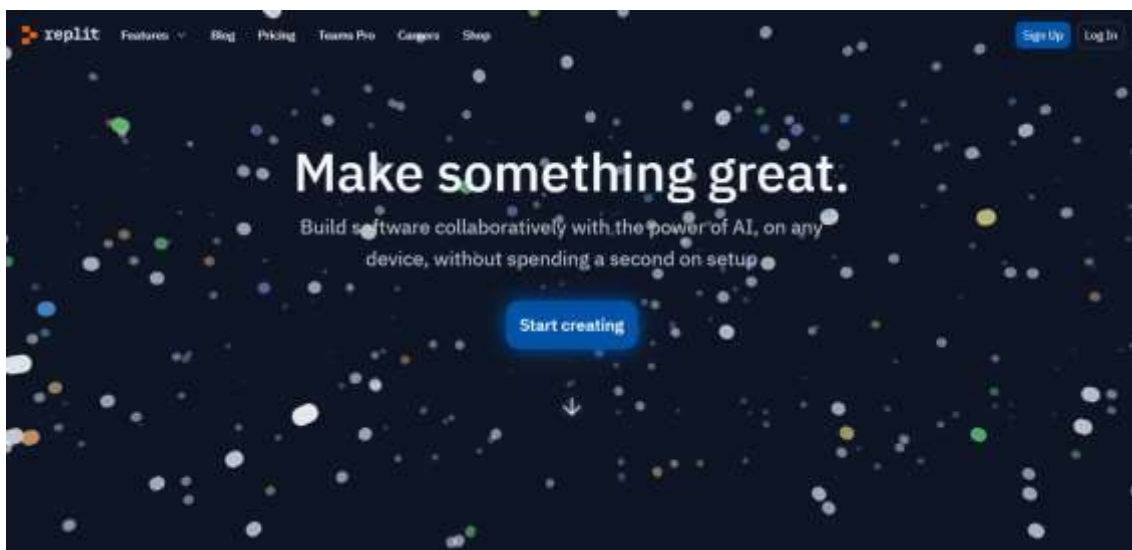 replit Features Blog Pricing Teams Pro Careers Shop Sign Up Log In
Make something great.
Build software collaboratively with the power of AI, on any
device, without spending a second on setup.
Start creating